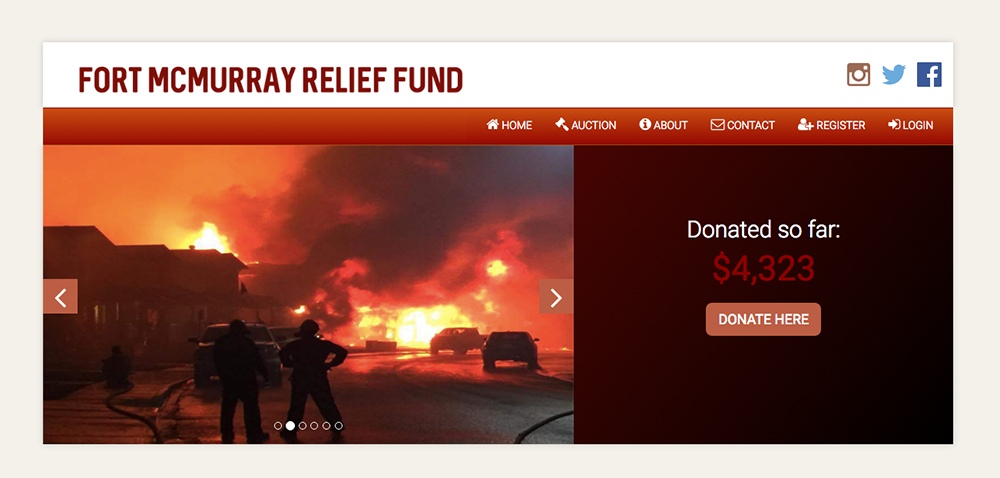 FORT MCMURRAY RELIEF FUND
HOME AUCTION ABOUT CONTACT REGISTER LOGIN
Donated so far:
$4,323
DONATE HERE